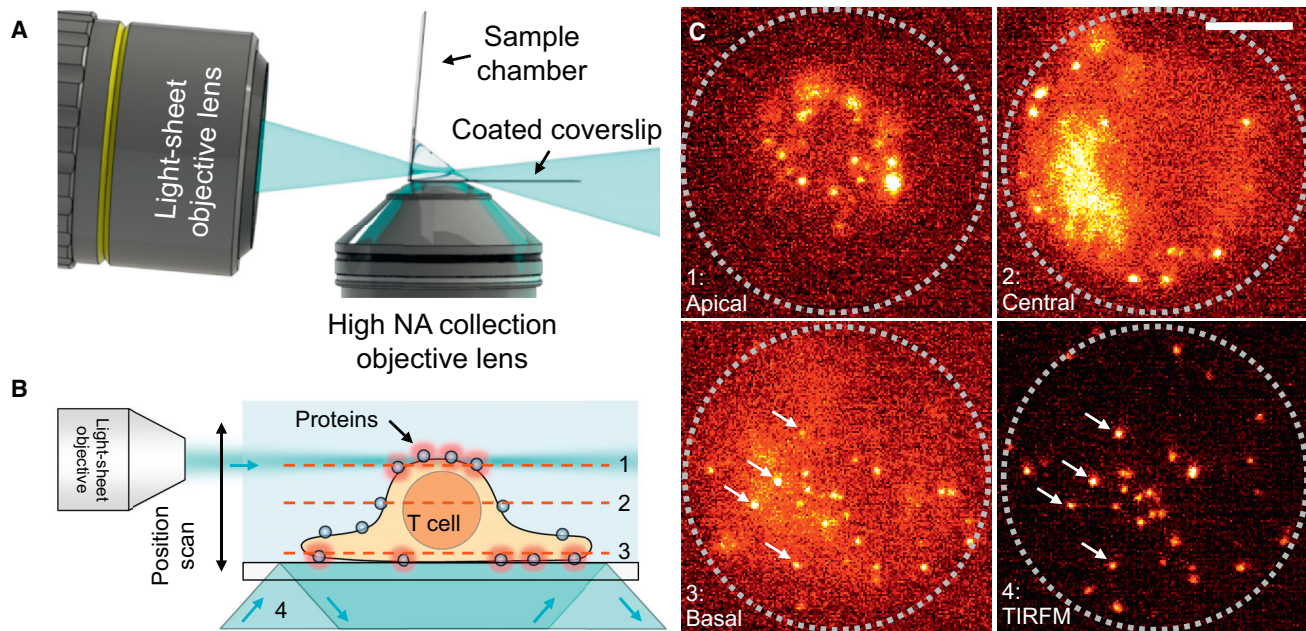 A
Light-sheet
objective lens
Sample
chamber
Coated coverslip
High NA collection
objective lens
B
Light-sheet
objective
Position
scan
Proteins
1
2
T cell
3
4
C
1:
Apical
2:
Central
3:
Basal
4:
TIRFM